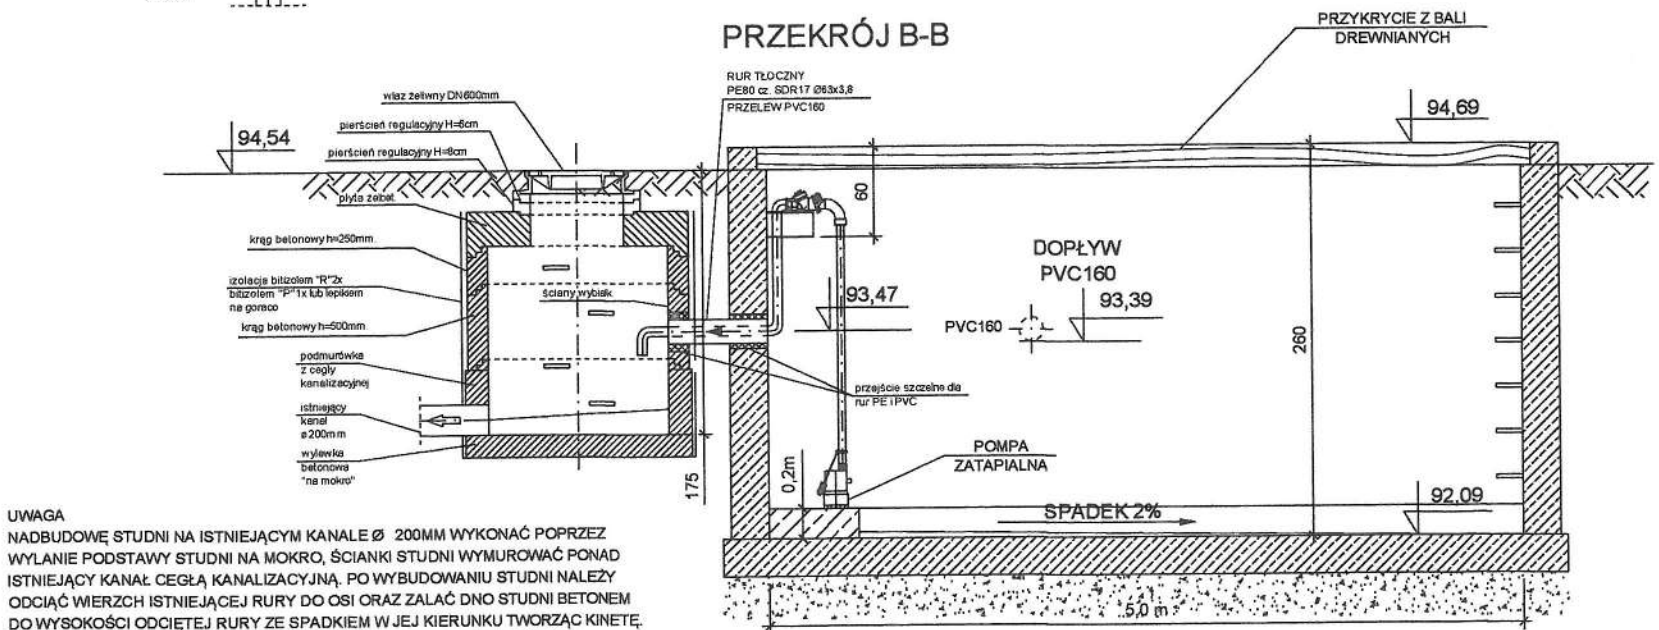 PRZEKRÓJ B-B
PRZYKRYCIE Z BALI
DREWNIANYCH
RUR TŁOCZNY
PE80 cz. SDR17 Ø63x3,8
PRZELEW PVC160
właz żeliwny DN600mm
pierścień regulacyjny H=6cm
pierścień regulacyjny H=8cm
94,54
94,69
płyta żelbet.
krąg betonowy h=250mm
izolacja bitizolem "R"2x
bitizolem "P"1x lub lepikiem
na gorąco
krąg betonowy h=500mm
ściany wybiak
podmurówka
z cegły
kanalizacyjnej
istniejący
kanał
ø200mm
wylewka
betonowa
"na mokro"
175
60
93,47
DOPŁYW
PVC160
PVC160
93,39
260
przejście szczelne dla
rur PE i PVC
POMPA
ZATAPIALNA
0,2m
SPADEK 2%
92,09
5,0 m
UWAGA
NADBUDOWĘ STUDNI NA ISTNIEJĄCYM KANALE Ø 200MM WYKONAĆ POPRZEZ
WYLANIE PODSTAWY STUDNI NA MOKRO, ŚCIANKI STUDNI WYMUROWAĆ PONAD
ISTNIEJĄCY KANAŁ CEGŁĄ KANALIZACYJNĄ. PO WYBUDOWANIU STUDNI NALEŻY
ODCIĄĆ WIERZCH ISTNIEJĄCEJ RURY DO OSI ORAZ ZALAĆ DNO STUDNI BETONEM
DO WYSOKOŚCI ODCIĘTEJ RURY ZE SPADKIEM W JEJ KIERUNKU TWORZĄC KINETĘ.